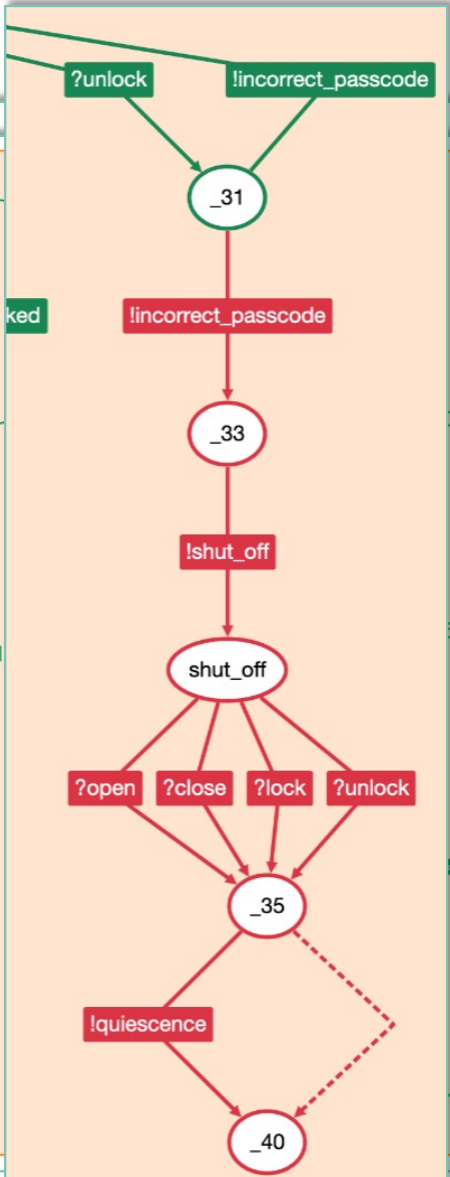 ?unlock
!incorrect_passcode
_31
ked
!incorrect_passcode
_33
!shut_off
shut_off
?open
?close
?lock
?unlock
_35
!quiescence
_40